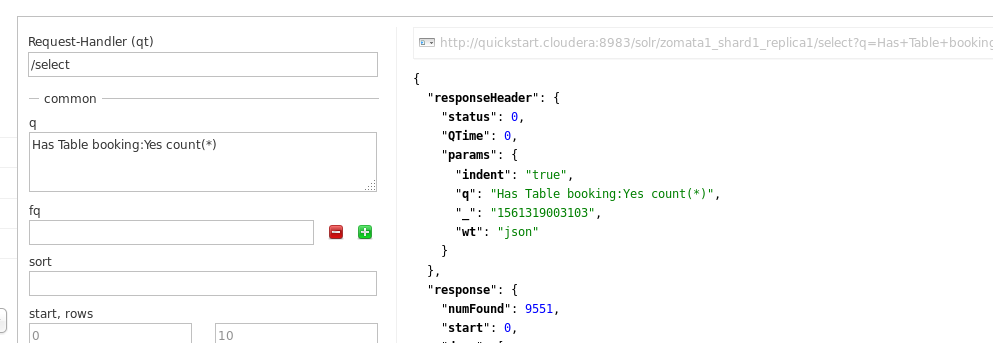 Request-Handler (qt)
/select
common
q
Has Table booking:Yes count(*)
fq
sort
start, rows
0
10
http://quickstart.cloudera:8983/solr/zomata1_shard1_replica1/select?q=Has+Table+booking
{
"responseHeader": {
"status": 0,
"QTime": 0,
"params": {
"indent": "true",
"q": "Has Table booking:Yes count(*)",
"_": "1561319003103",
"wt": "json"
}
},
"response": {
"numFound": 9551,
"start": 0,